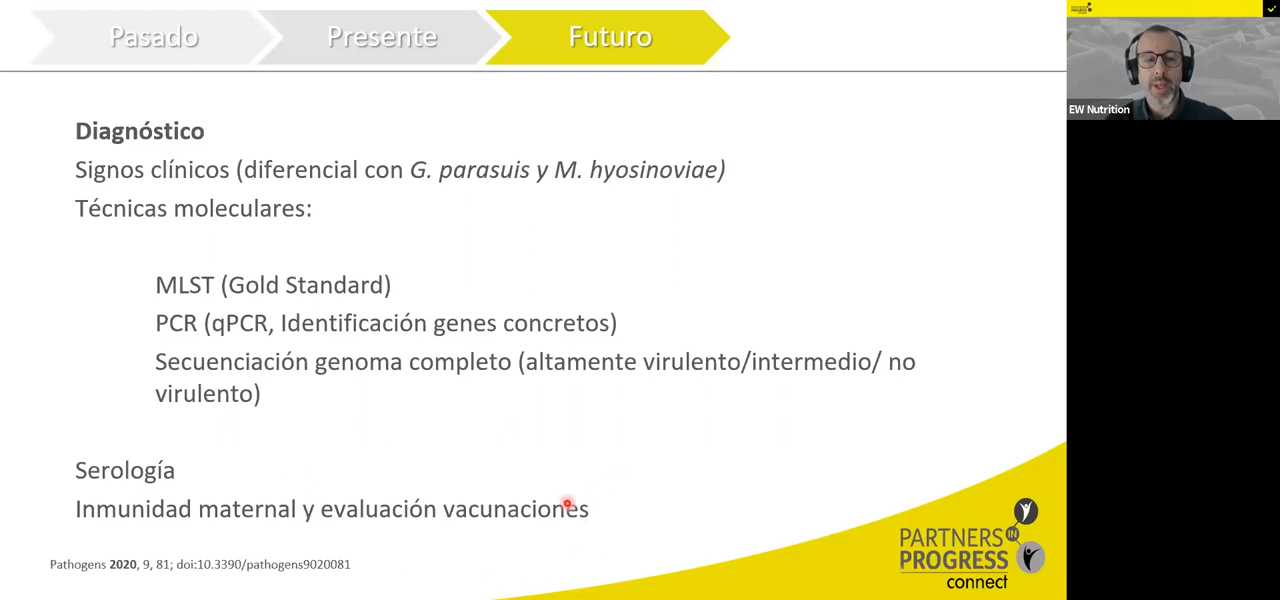 Pasado
Presente
Futuro
Diagnóstico
Signos clínicos (diferencial con G. parasuis y M. hyosinoviae)
Técnicas moleculares:
MLST (Gold Standard)
PCR (qPCR, Identificación genes concretos)
Secuenciación genoma completo (altamente virulento/intermedio/ no
virulento)
Serología
Inmunidad maternal y evaluación vacunaciones
Pathogens 2020, 9, 81; doi:10.3390/pathogens9020081
PARTNERS
IN
PROGRESS
connect
EW Nutrition